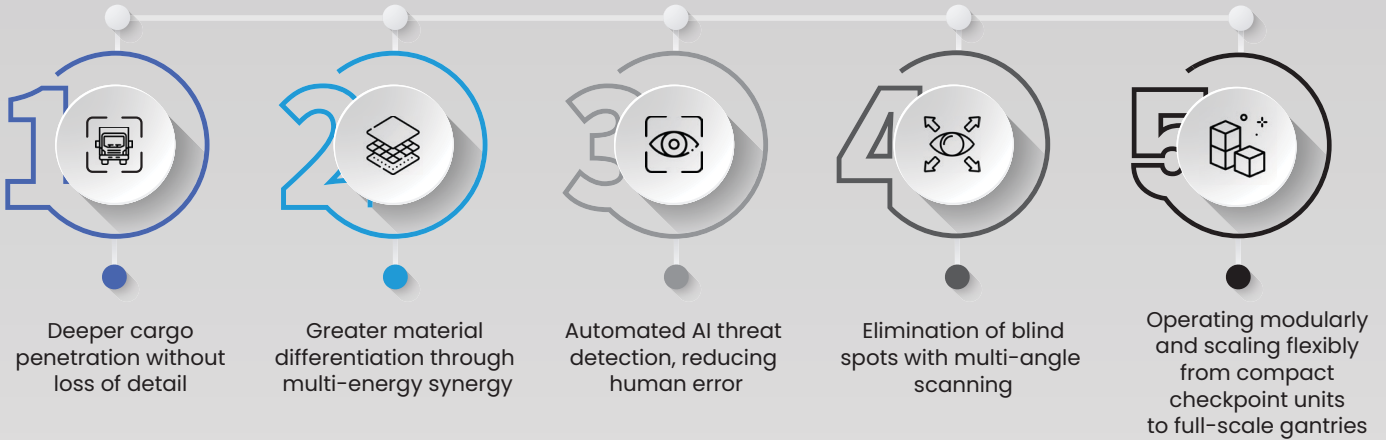 1
Deeper cargo
penetration without
loss of detail
2
Greater material
differentiation through
multi-energy synergy
3
Automated AI threat
detection, reducing
human error
4
Elimination of blind
spots with multi-angle
scanning
5
Operating modularly
and scaling flexibly
from compact
checkpoint units
to full-scale gantries